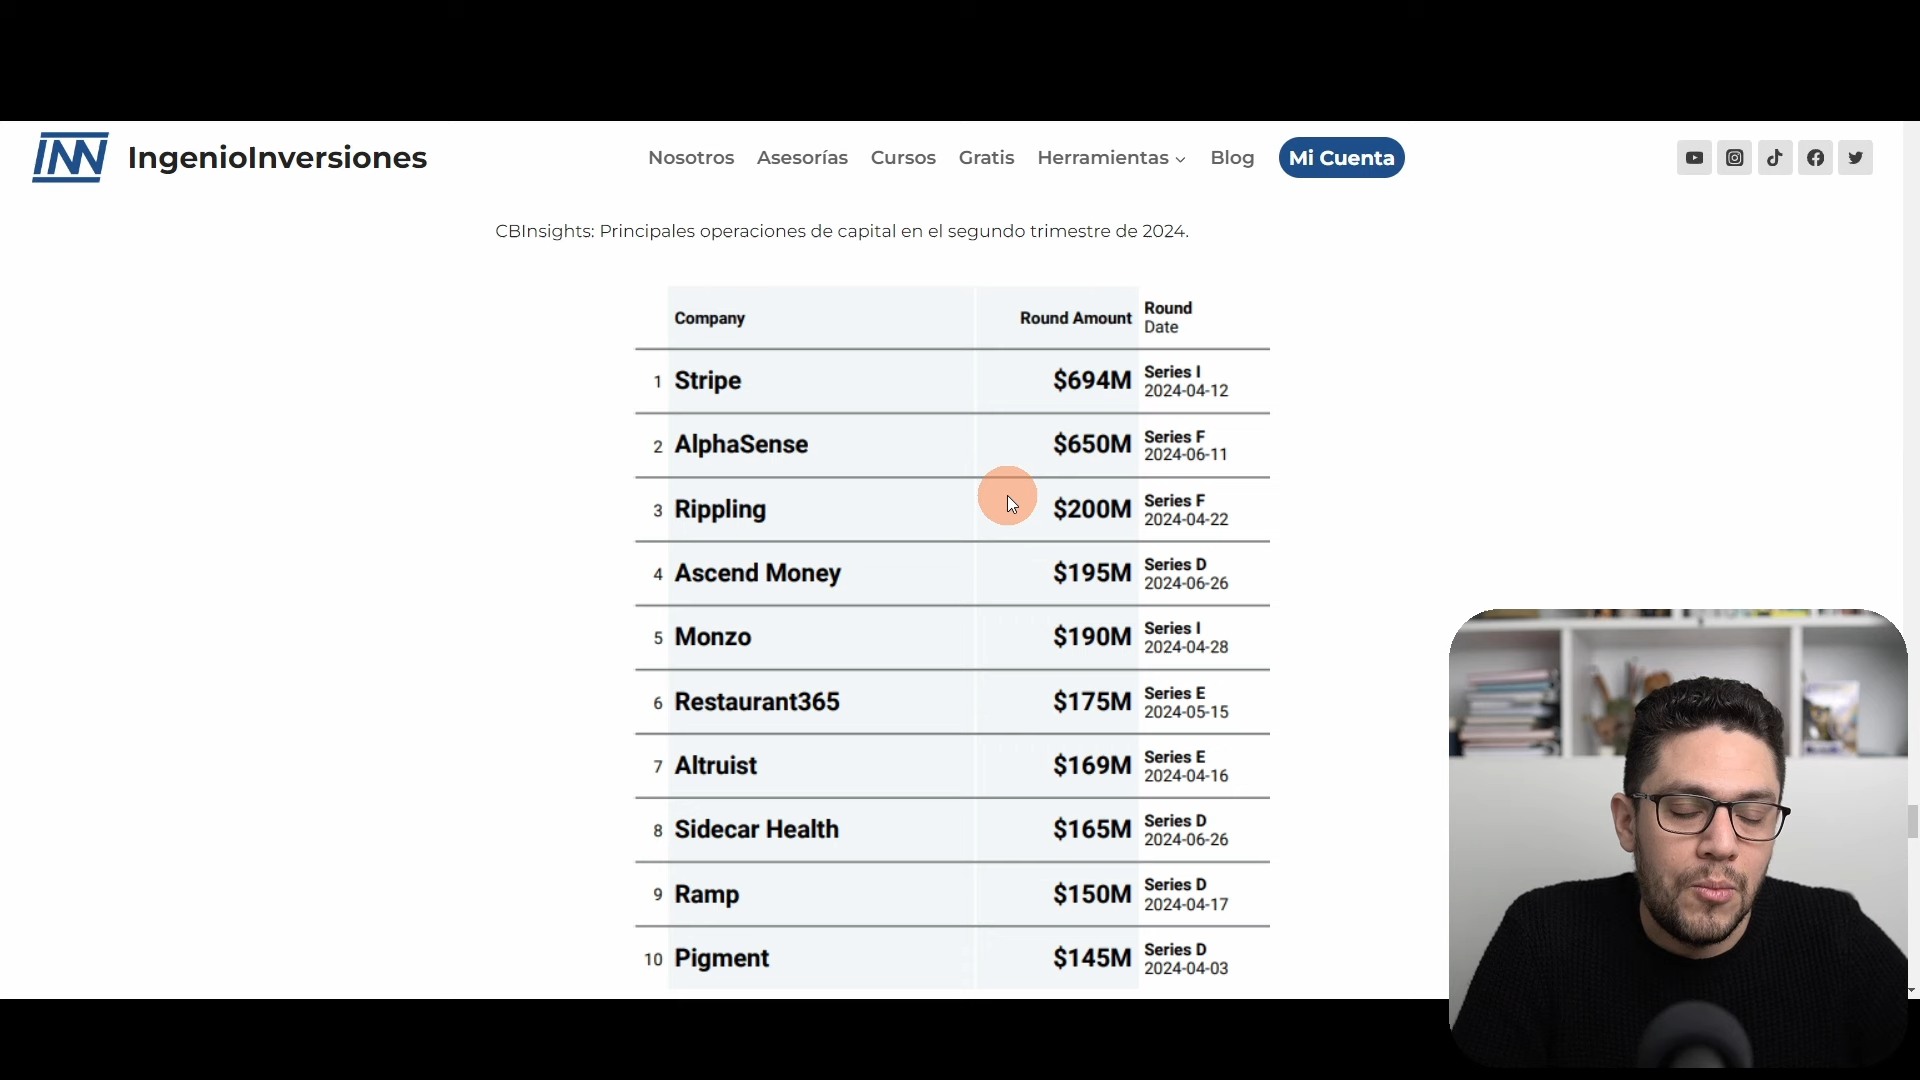 INN IngenioInversiones Nosotros Asesorías Cursos Gratis Herramientas Blog Mi Cuenta
CBInsights: Principales operaciones de capital en el segundo trimestre de 2024.
Company Round Amount Round
Date
1 Stripe $694M Series I
2024-04-12
2 AlphaSense $650M Series F
2024-06-11
3 Rippling $200M Series F
2024-04-22
4 Ascend Money $195M Series D
2024-06-26
5 Monzo $190M Series I
2024-04-28
6 Restaurant365 $175M Series E
2024-05-15
7 Altruist $169M Series E
2024-04-16
8 Sidecar Health $165M Series D
2024-06-26
9 Ramp $150M Series D
2024-04-17
10 Pigment $145M Series D
2024-04-03